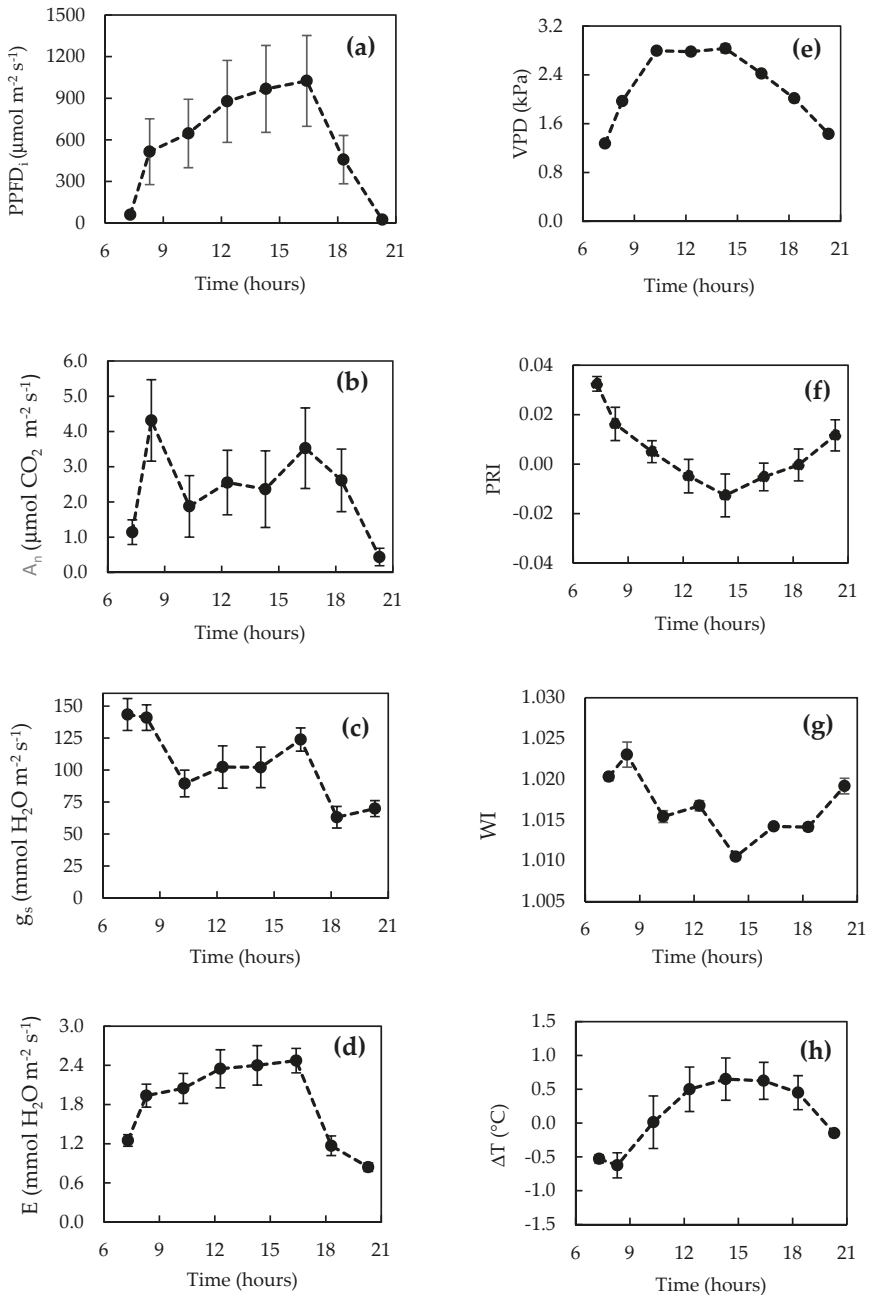 (a)
PPFDi (µmol m-2 s-1)
1500
1200
900
600
300
0
6 9 12 15 18 21
Time (hours)
(e)
VPD (kPa)
3.6
3.0
2.4
1.8
1.2
0.6
0.0
6 9 12 15 18 21
Time (hours)
(b)
An (µmol CO2 m-2 s-1)
6.0
5.0
4.0
3.0
2.0
1.0
0.0
6 9 12 15 18 21
Time (hours)
(f)
PRI
0.04
0.02
0.00
-0.02
-0.04
6 9 12 15 18 21
Time (hours)
(c)
gs (mmol H2O m-2 s-1)
150
125
100
75
50
25
0
6 9 12 15 18 21
Time (hours)
(g)
WI
1.030
1.025
1.020
1.015
1.010
1.005
6 9 12 15 18 21
Time (hours)
(d)
E (mmol H2O m-2 s-1)
3.0
2.4
1.8
1.2
0.6
0.0
6 9 12 15 18 21
Time (hours)
(h)
ΔT (°C)
1.5
1.0
0.5
0.0
-0.5
-1.0
-1.5
6 9 12 15 18 21
Time (hours)